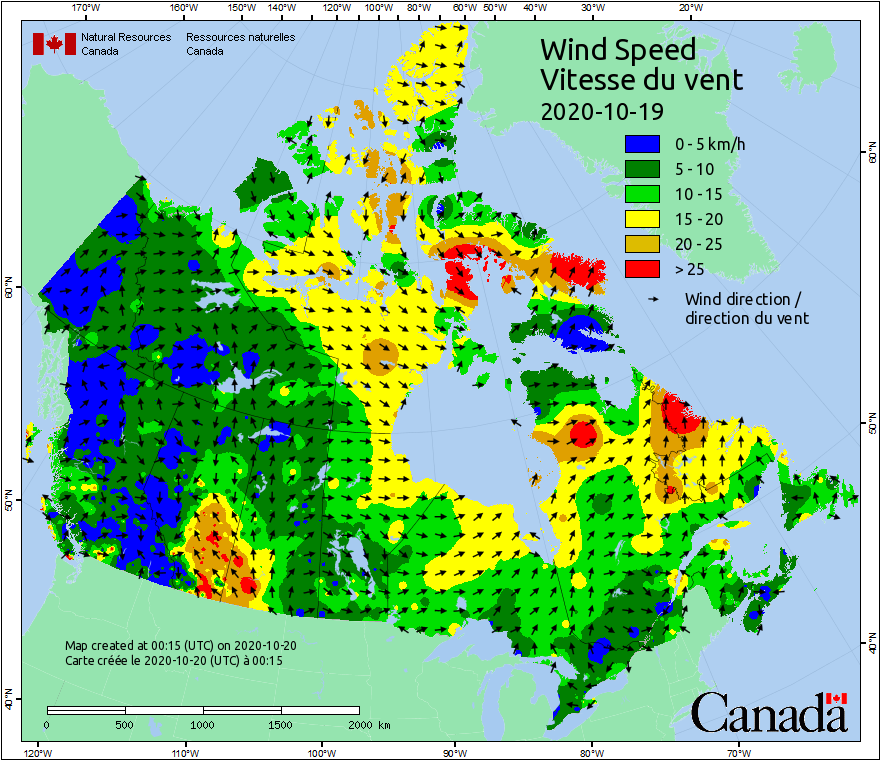 170°W 160°W 150°W 140°W 120°W 100°W 80°W 60°W 50°W 40°W 30°W 20°W
Natural Resources Ressources naturelles
Canada Canada
Wind Speed
Vitesse du vent
2020-10-19
0 - 5 km/h
5 - 10
10 - 15
15 - 20
20 - 25
> 25
Wind direction /
direction du vent
60°N
60°N
50°N
50°N
40°N
40°N
Map created at 00:15 (UTC) on 2020-10-20
Carte créée le 2020-10-20 (UTC) à 00:15
0 500 1000 1500 2000 km
Canada
120°W 110°W 100°W 90°W 80°W 70°W